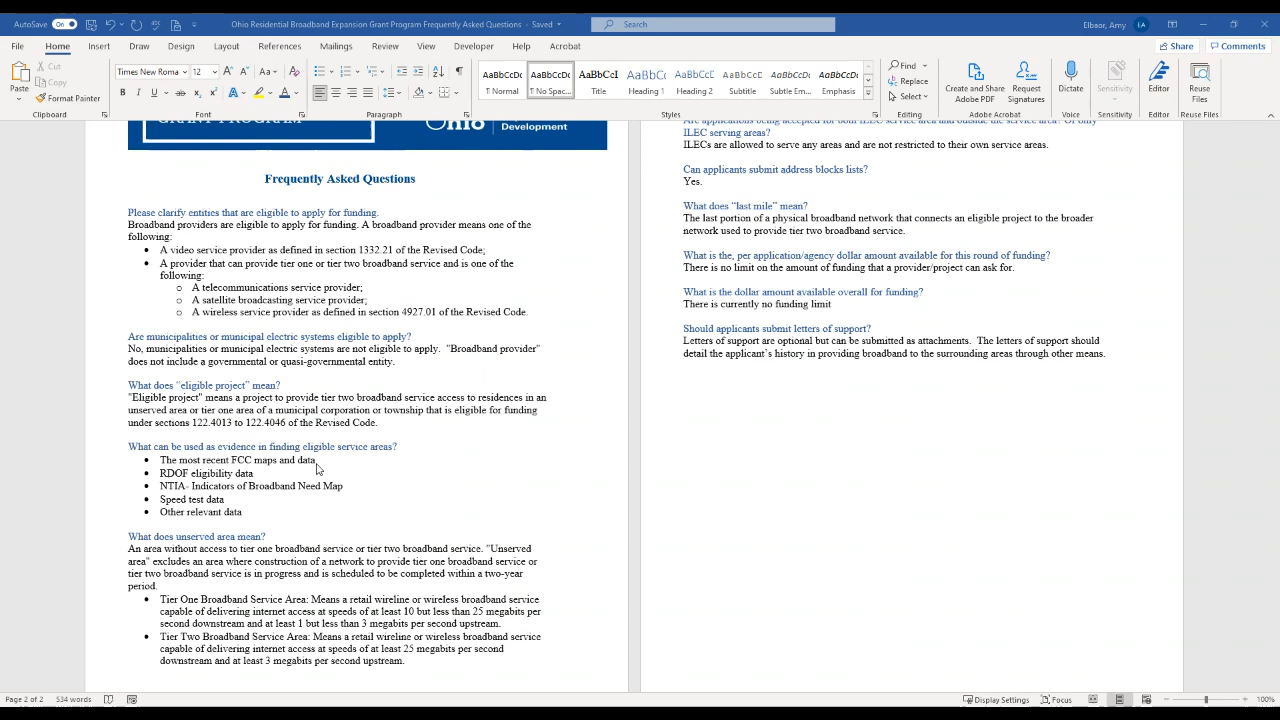 AutoSave On
Ohio Residential Broadband Expansion Grant Program Frequently Asked Questions - Saved
Search
Elbaor, Amy EA
File Home Insert Draw Design Layout References Mailings Review View Developer Help Acrobat
Share Comments
Paste
Cut
Copy
Format Painter
Times New Roma 12
Clipboard Font Paragraph Styles Editing Adobe Acrobat Voice Sensitivity Editor Reuse Files
AaBbCcDc AaBbCcDc AaBbCcI AaBbC AaBbCcD AaBbCcDc AaBbCcDc AaBbCcDc
¶ Normal ¶ No Spac... Title Heading 1 Heading 2 Subtitle Subtle Em... Emphasis
Find
Replace
Select
Create and Share Adobe PDF
Request Signatures
Dictate
Sensitivity
Editor
Reuse Files
GRANT PROGRAM
Ohio Development
Frequently Asked Questions
Please clarify entities that are eligible to apply for funding.
Broadband providers are eligible to apply for funding. A broadband provider means one of the
following:
• A video service provider as defined in section 1332.21 of the Revised Code;
• A provider that can provide tier one or tier two broadband service and is one of the
following:
o A telecommunications service provider;
o A satellite broadcasting service provider;
o A wireless service provider as defined in section 4927.01 of the Revised Code.
Are municipalities or municipal electric systems eligible to apply?
No, municipalities or municipal electric systems are not eligible to apply. "Broadband provider"
does not include a governmental or quasi-governmental entity.
What does "eligible project" mean?
"Eligible project" means a project to provide tier two broadband service access to residences in an
unserved area or tier one area of a municipal corporation or township that is eligible for funding
under sections 122.4013 to 122.4046 of the Revised Code.
What can be used as evidence in finding eligible service areas?
• The most recent FCC maps and data
• RDOF eligibility data
• NTIA- Indicators of Broadband Need Map
• Speed test data
• Other relevant data
What does unserved area mean?
An area without access to tier one broadband service or tier two broadband service. "Unserved
area" excludes an area where construction of a network to provide tier one broadband service or
tier two broadband service is in progress and is scheduled to be completed within a two-year
period.
• Tier One Broadband Service Area: Means a retail wireline or wireless broadband service
capable of delivering internet access at speeds of at least 10 but less than 25 megabits per
second downstream and at least 1 but less than 3 megabits per second upstream.
• Tier Two Broadband Service Area: Means a retail wireline or wireless broadband service
capable of delivering internet access at speeds of at least 25 megabits per second
downstream and at least 3 megabits per second upstream.
Are applications being accepted for both ILEC service area and outside the service area? Or only
ILEC serving areas?
ILECs are allowed to serve any areas and are not restricted to their own service areas.
Can applicants submit address blocks lists?
Yes.
What does "last mile" mean?
The last portion of a physical broadband network that connects an eligible project to the broader
network used to provide tier two broadband service.
What is the, per application/agency dollar amount available for this round of funding?
There is no limit on the amount of funding that a provider/project can ask for.
What is the dollar amount available overall for funding?
There is currently no funding limit
Should applicants submit letters of support?
Letters of support are optional but can be submitted as attachments. The letters of support should
detail the applicant's history in providing broadband to the surrounding areas through other means.
Page 2 of 2 534 words
Display Settings Focus 100%